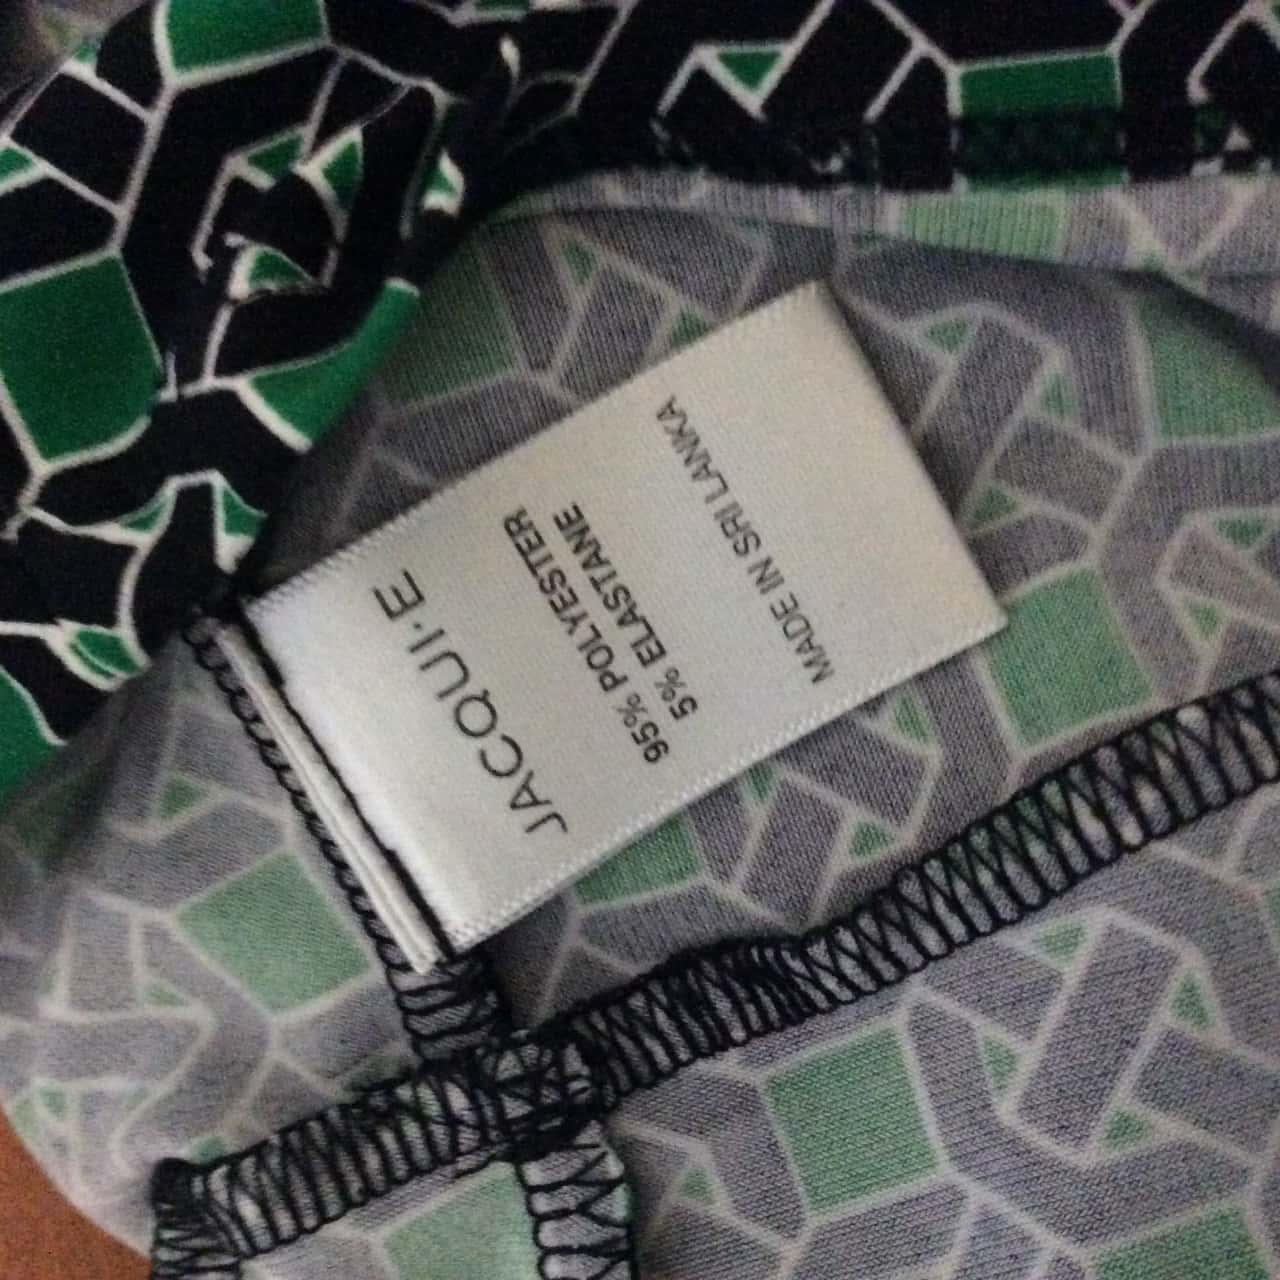 JACQUI·E
95% POLYESTER
5% ELASTANE
MADE IN SRI LANKA